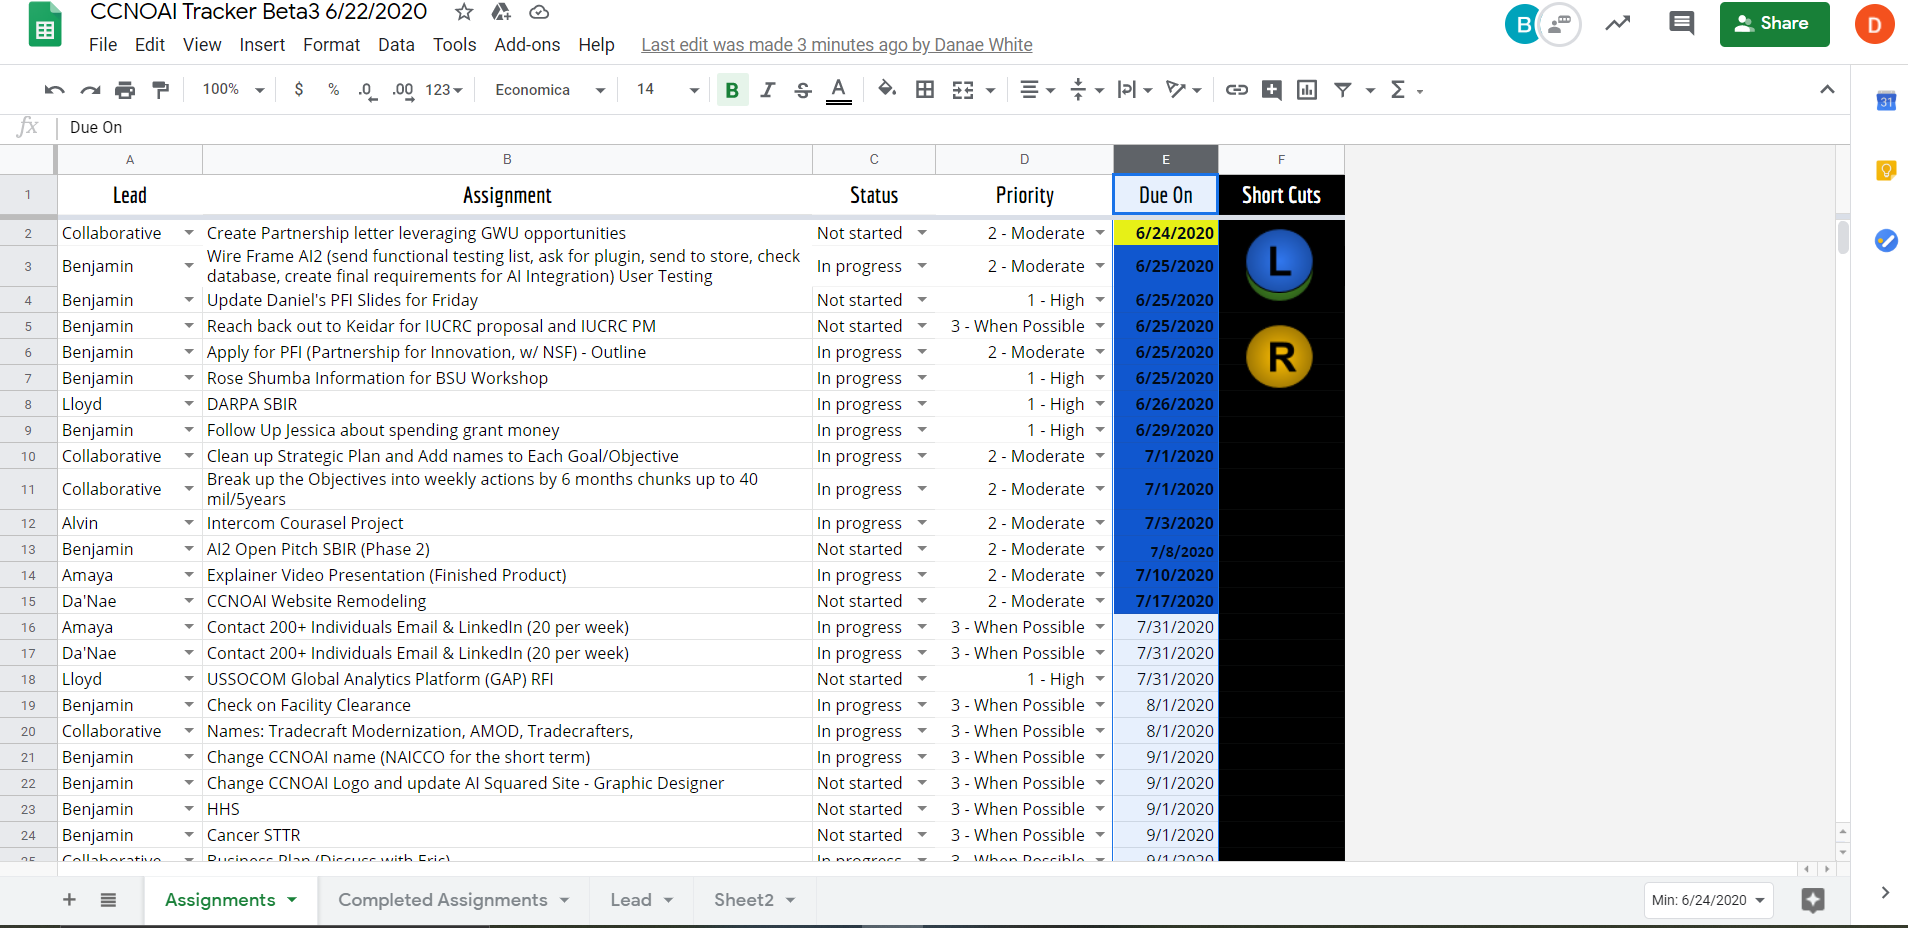 CCNOAI Tracker Beta3 6/22/2020
B
Share
D
File Edit View Insert Format Data Tools Add-ons Help Last edit was made 3 minutes ago by Danae White
100% $ % .0 .00 123 Economica 14 B I S A Σ
31
fx Due On
A B C D E F
1 Lead Assignment Status Priority Due On Short Cuts
2 Collaborative Create Partnership letter leveraging GWU opportunities Not started 2 - Moderate 6/24/2020
3 Benjamin Wire Frame AI2 (send functional testing list, ask for plugin, send to store, check
database, create final requirements for AI Integration) User Testing In progress 2 - Moderate 6/25/2020
L
4 Benjamin Update Daniel's PFI Slides for Friday Not started 1 - High 6/25/2020
5 Benjamin Reach back out to Keidar for IUCRC proposal and IUCRC PM Not started 3 - When Possible 6/25/2020
6 Benjamin Apply for PFI (Partnership for Innovation, w/ NSF) - Outline In progress 2 - Moderate 6/25/2020
R
7 Benjamin Rose Shumba Information for BSU Workshop In progress 1 - High 6/25/2020
8 Lloyd DARPA SBIR In progress 1 - High 6/26/2020
9 Benjamin Follow Up Jessica about spending grant money In progress 1 - High 6/29/2020
10 Collaborative Clean up Strategic Plan and Add names to Each Goal/Objective In progress 2 - Moderate 7/1/2020
11 Collaborative Break up the Objectives into weekly actions by 6 months chunks up to 40
mil/5years In progress 2 - Moderate 7/1/2020
12 Alvin Intercom Courasel Project In progress 2 - Moderate 7/3/2020
13 Benjamin AI2 Open Pitch SBIR (Phase 2) Not started 2 - Moderate 7/8/2020
14 Amaya Explainer Video Presentation (Finished Product) In progress 2 - Moderate 7/10/2020
15 Da'Nae CCNOAI Website Remodeling Not started 2 - Moderate 7/17/2020
16 Amaya Contact 200+ Individuals Email & LinkedIn (20 per week) In progress 3 - When Possible 7/31/2020
17 Da'Nae Contact 200+ Individuals Email & LinkedIn (20 per week) In progress 3 - When Possible 7/31/2020
18 Lloyd USSOCOM Global Analytics Platform (GAP) RFI Not started 1 - High 7/31/2020
19 Benjamin Check on Facility Clearance In progress 3 - When Possible 8/1/2020
20 Collaborative Names: Tradecraft Modernization, AMOD, Tradecrafters, In progress 3 - When Possible 8/1/2020
21 Benjamin Change CCNOAI name (NAICCO for the short term) In progress 3 - When Possible 9/1/2020
22 Benjamin Change CCNOAI Logo and update AI Squared Site - Graphic Designer Not started 3 - When Possible 9/1/2020
23 Benjamin HHS Not started 3 - When Possible 9/1/2020
24 Benjamin Cancer STTR Not started 3 - When Possible 9/1/2020
25 Collaborative Business Plan (Discuss with Eric) In progress 3 - When Possible 9/1/2020
Assignments Completed Assignments Lead Sheet2 Min: 6/24/2020